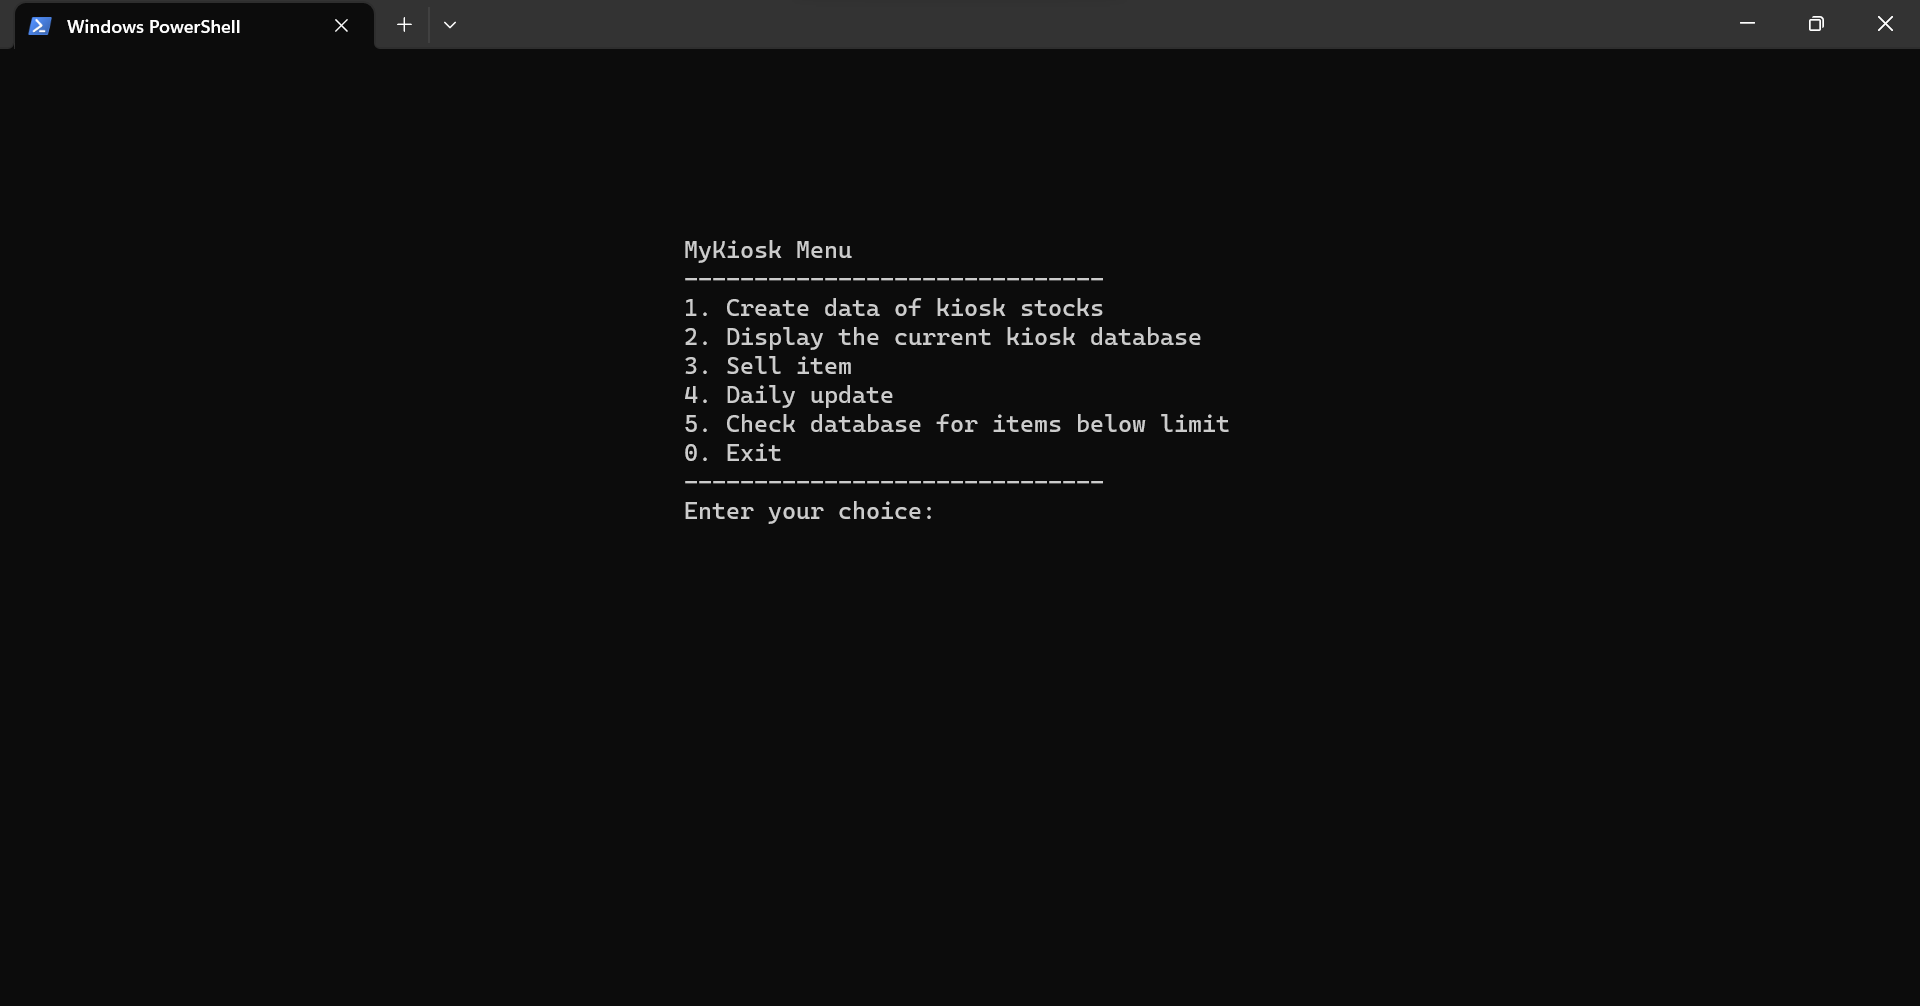 Windows PowerShell
MyKiosk Menu
------------------------------
1. Create data of kiosk stocks
2. Display the current kiosk database
3. Sell item
4. Daily update
5. Check database for items below limit
0. Exit
------------------------------
Enter your choice: